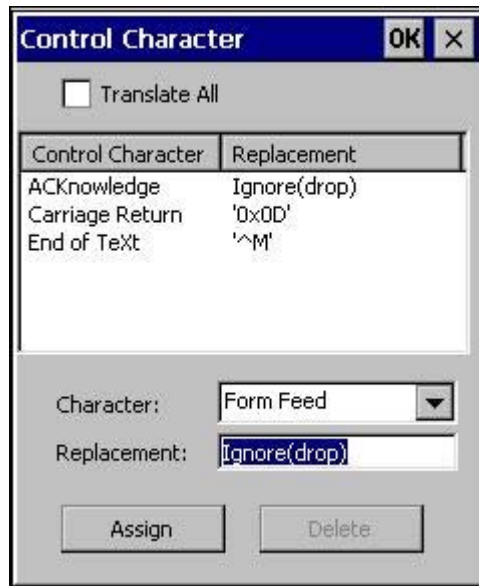 Control Character OK ×
Translate All
Control Character Replacement
ACKnowledge Ignore(drop)
Carriage Return '0x0D'
End of TeXt '^M'
Character: Form Feed
Replacement: Ignore(drop)
Assign Delete